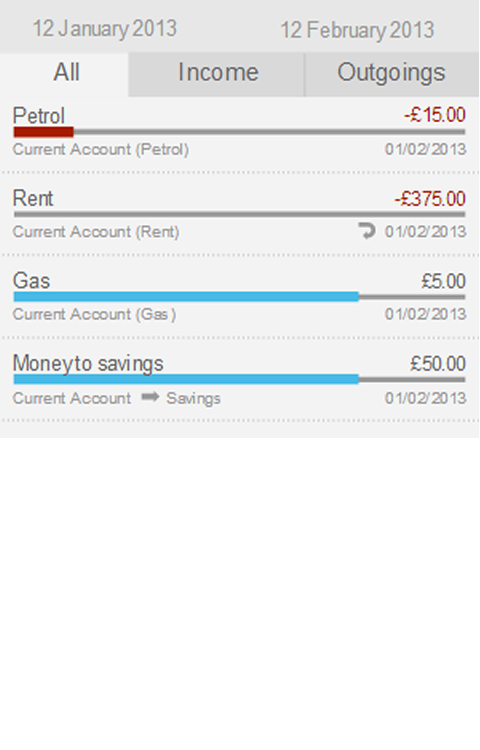 12 January 2013 12 February 2013
All Income Outgoings
Petrol -£15.00
Current Account (Petrol) 01/02/2013
Rent -£375.00
Current Account (Rent) 01/02/2013
Gas £5.00
Current Account (Gas) 01/02/2013
Money to savings £50.00
Current Account Savings 01/02/2013